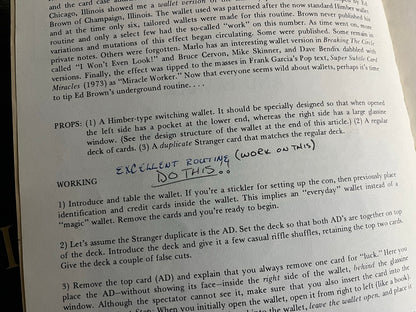 and the card case
Chicago, Illinois showed me a wallet version of
Brown of Champaign, Illinois. The wallet used was patterned after the now standard Himber wallet
and at the time only six, tailored wallets were made for this routine. Brown never published his
routine and only a select few had the so-called "work" on this number. As time went on, more
variations and mutations of this effect began circulating. Some were published. Some remain in
private notes. Others were forgotten. Marlo has an interesting wallet version in Breaking The Circle
called "I Won't Even Look!" and Bruce Cervon, Mike Skinner, and Dave Bendix dabbled with
versions. Finally, the effect was tipped to the masses in Frank Garcia's Pop text, Super Subtle Card
Miracles (1973) as "Miracle Worker." Now that everyone seems wild about wallets, perhaps it's time
to tip Ed Brown's underground routine. . . .
PROPS: (1) A Himber-type switching wallet. It should be specially designed so that when opened
the left side has a pocket at the lower end, whereas the right side has a large glassine
window. (See the design structure of the wallet at the end of this article.) (2) A regular
deck of cards. (3) A duplicate Stranger card that matches the regular deck.
EXCELLENT ROUTINE (WORK ON THIS)
DO THIS!!
WORKING
1) Introduce and table the wallet. If you're a stickler for setting up the con, then previously place
identification and credit cards inside the wallet. This implies an "everyday" wallet instead of a
"magic" wallet. Remove the cards and you're ready to begin.
2) Let's assume the Stranger duplicate is the AD. Set the deck so that both AD's are together on top
of the deck. Introduce the deck and give it a few casual riffle shuffles, retaining the top two cards.
Give the deck a couple of false cuts.
3) Remove the top card (AD) and explain that you always remove one card for "luck." Here you
place the AD—without showing its face—inside the right side of the wallet, behind the glassine
window. Although the spectator cannot see it, make sure that you also insert the card into the
When you initially open the wallet, open it from right to left (like a book)
into the wallet, leave the wallet open, and place it